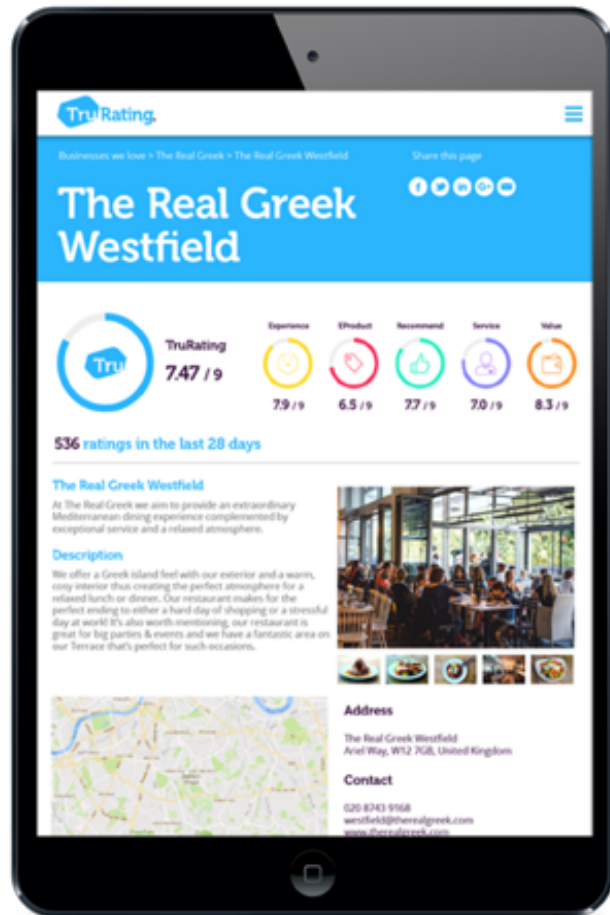 TruRating
Businesses we love > The Real Greek > The Real Greek Westfield
Share this page
The Real Greek
Westfield
Tru
TruRating
7.47 / 9
Experience
7.9 / 9
EProduct
6.5 / 9
Recommend
7.7 / 9
Service
7.0 / 9
Value
8.3 / 9
536 ratings in the last 28 days
The Real Greek Westfield
At The Real Greek we aim to provide an extraordinary
Mediterranean dining experience complemented by
exceptional service and a relaxed atmosphere.
Description
We offer a Greek island feel with our exterior and a warm,
cosy interior thus creating the perfect atmosphere for a
relaxed lunch or dinner. Our restaurant makes for the
perfect ending to either a hard day of shopping or a stressful
day at work! It's also worth mentioning, our restaurant is
great for big parties & events and we have a fantastic area on
our Terrace that's perfect for such occasions.
Address
The Real Greek Westfield
Ariel Way, W12 7GB, United Kingdom
Contact
020 8743 9168
westfield@therealgreek.com
www.therealgreek.com